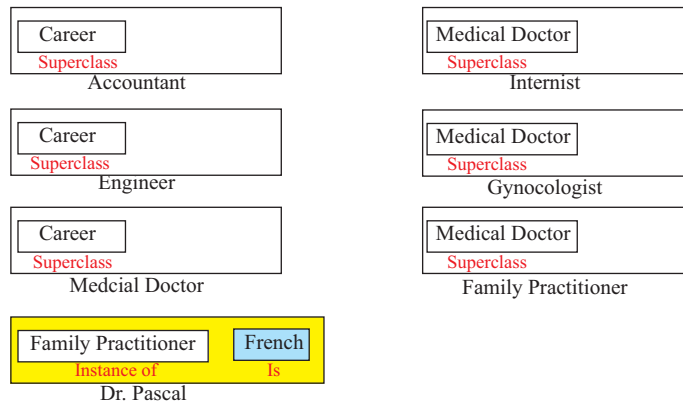 Career
Superclass
Accountant
Medical Doctor
Superclass
Internist
Career
Superclass
Engineer
Medical Doctor
Superclass
Gynocologist
Career
Superclass
Medcial Doctor
Medical Doctor
Superclass
Family Practitioner
Family Practitioner French
Instance of Is
Dr. Pascal